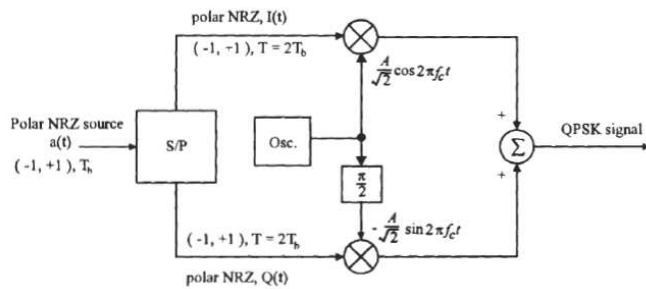 polar NRZ, I(t)
( -1, +1 ), T = 2T_b
A/√2 cos 2πf_c t
Polar NRZ source
a(t)
( -1, +1 ), T_b
S/P
Osc.
π/2
+
Σ
+
QPSK signal
- A/√2 sin 2πf_c t
( -1, +1 ), T = 2T_b
polar NRZ, Q(t)